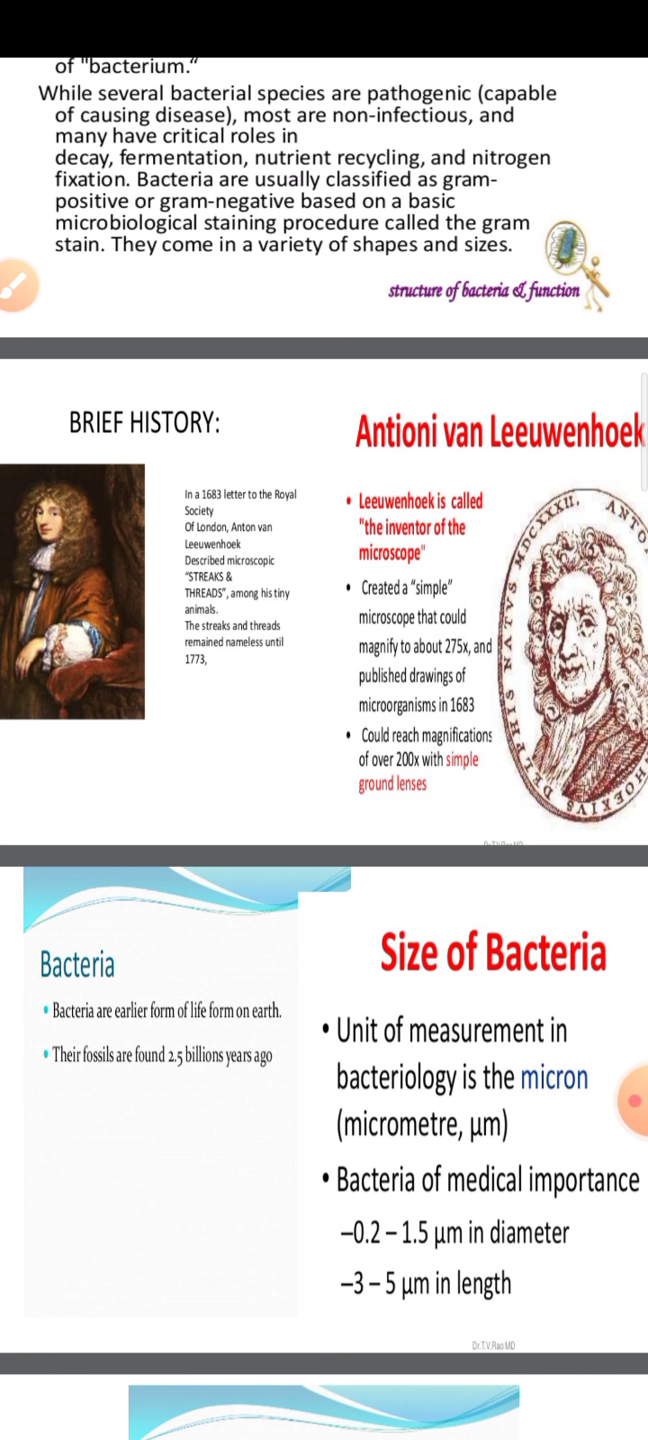 of "bacterium.“
While several bacterial species are pathogenic (capable
of causing disease), most are non-infectious, and
many have critical roles in
decay, fermentation, nutrient recycling, and nitrogen
fixation. Bacteria are usually classified as gram-
positive or gram-negative based on a basic
microbiological staining procedure called the gram
stain. They come in a variety of shapes and sizes.
structure of bacteria & function
BRIEF HISTORY:
In a 1683 letter to the Royal
Society
Of London, Anton van
Leeuwenhoek
Described microscopic
“STREAKS &
THREADS”, among his tiny
animals.
The streaks and threads
remained nameless until
1773,
Antioni van Leeuwenhoek
• Leeuwenhoek is called
"the inventor of the
microscope"
• Created a “simple”
microscope that could
magnify to about 275x, and
published drawings of
microorganisms in 1683
• Could reach magnifications
of over 200x with simple
ground lenses
DELPHIS NATVS MDCXXXII. ANTO
HOEKIVS
Bacteria
• Bacteria are earlier form of life form on earth.
• Their fossils are found 2.5 billions years ago
Size of Bacteria
• Unit of measurement in
bacteriology is the micron
(micrometre, µm)
• Bacteria of medical importance
–0.2 – 1.5 µm in diameter
–3 – 5 µm in length
Dr.T.V.Rao MD